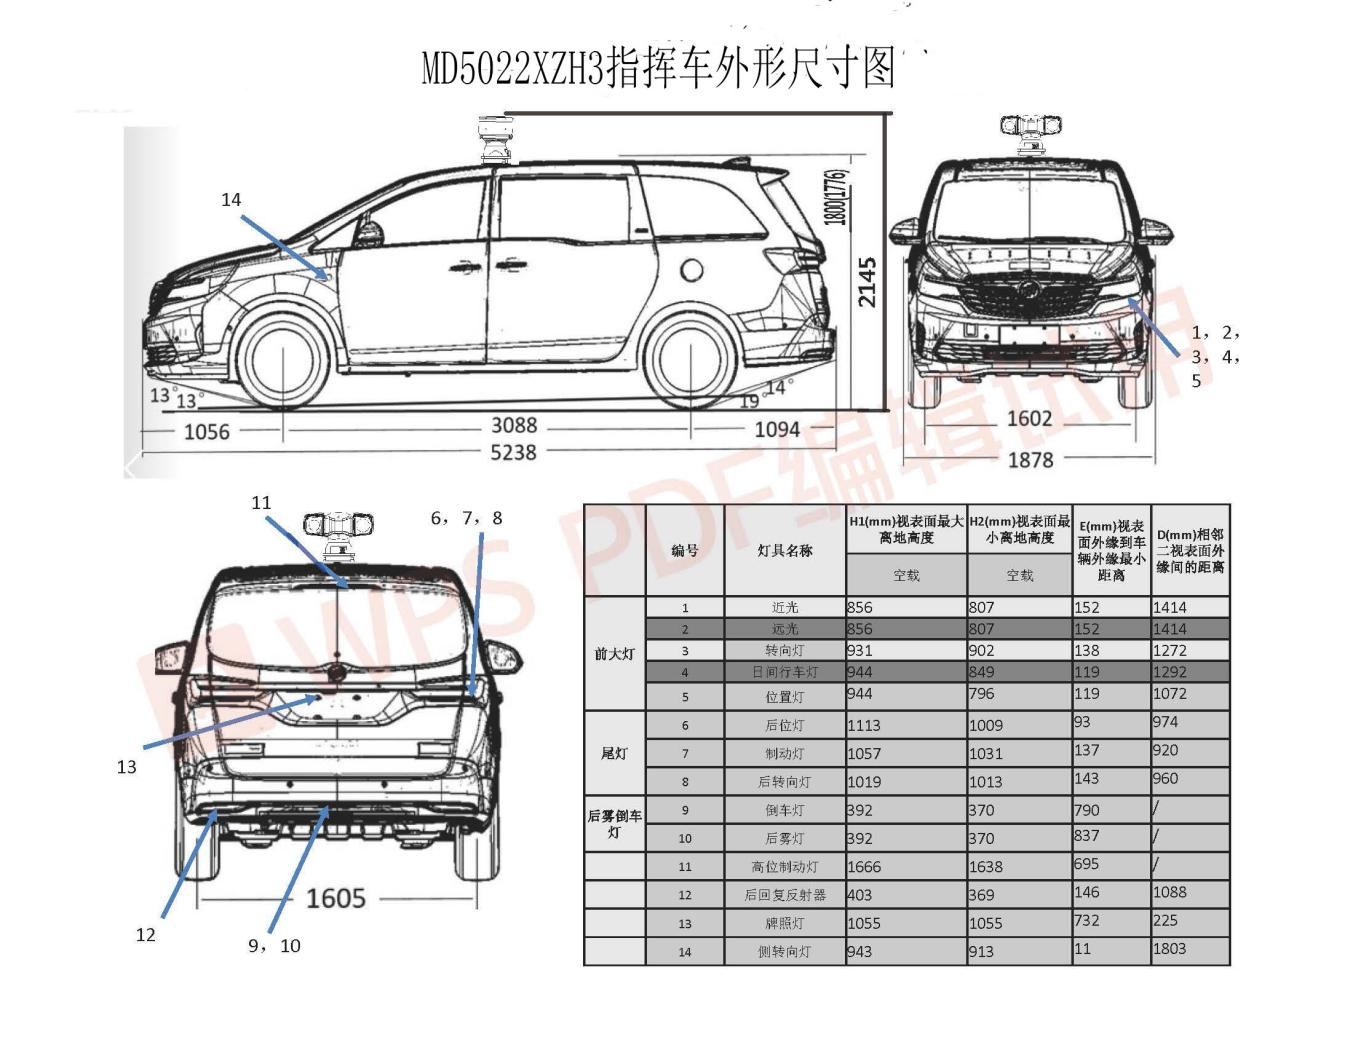 MD5022XZH3指挥车外形尺寸图
14
1800(1776)
2145
13°
13°
14°
19°
1056
3088
1094
5238
1, 2,
3, 4,
5
1602
1878
11
6, 7, 8
13
12
9, 10
1605
编号 灯具名称 H1(mm)视表面最大离地高度 H2(mm)视表面最小离地高度 E(mm)视表面外缘到车辆外缘最小距离 D(mm)相邻二视表面外缘间的距离
空载 空载
前大灯 1 近光 856 807 152 1414
2 远光 856 807 152 1414
3 转向灯 931 902 138 1272
4 日间行车灯 944 849 119 1292
5 位置灯 944 796 119 1072
尾灯 6 后位灯 1113 1009 93 974
7 制动灯 1057 1031 137 920
8 后转向灯 1019 1013 143 960
后雾倒车灯 9 倒车灯 392 370 790 /
10 后雾灯 392 370 837 /
11 高位制动灯 1666 1638 695 /
12 后回复反射器 403 369 146 1088
13 牌照灯 1055 1055 732 225
14 侧转向灯 943 913 11 1803
WPS PDF编辑试用